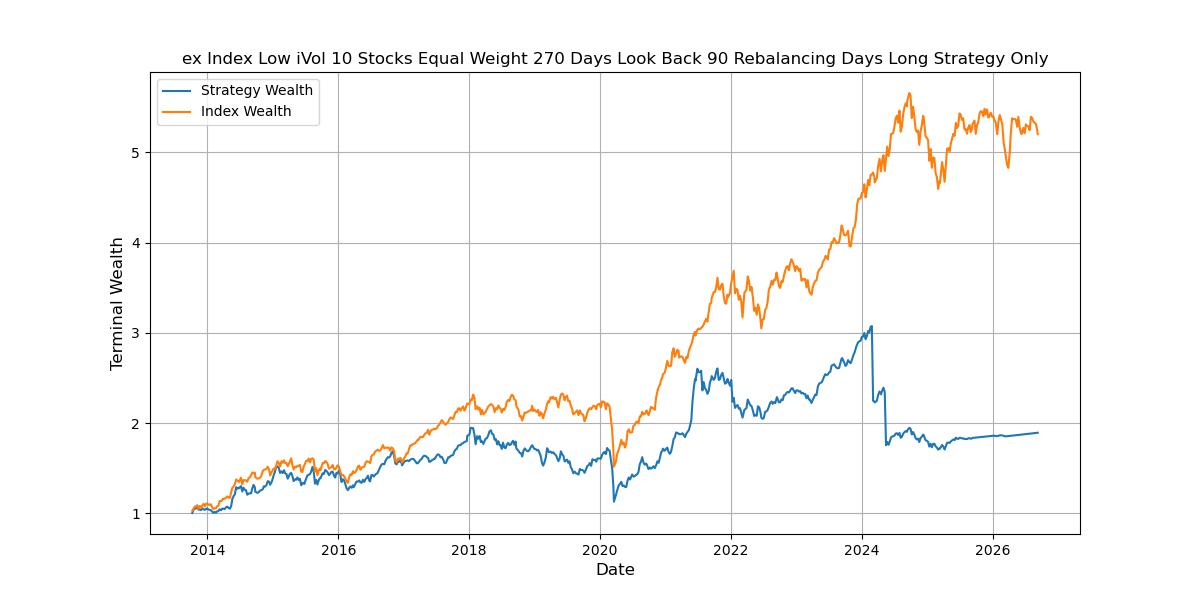 ex Index Low iVol 10 Stocks Equal Weight 270 Days Look Back 90 Rebalancing Days Long Strategy Only
Strategy Wealth
Index Wealth
Terminal Wealth
5
4
3
2
1
2014 2016 2018 2020 2022 2024 2026
Date